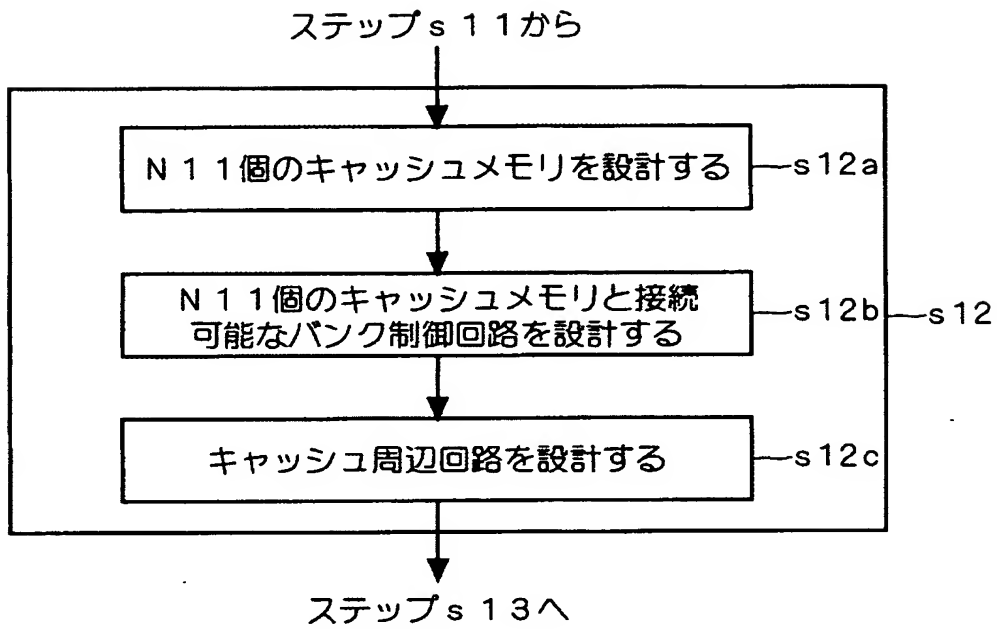 ステップｓ１１から
Ｎ１１個のキャッシュメモリを設計する
s12a
Ｎ１１個のキャッシュメモリと接続
可能なバンク制御回路を設計する
s12b
s12
キャッシュ周辺回路を設計する
s12c
ステップｓ１３へ